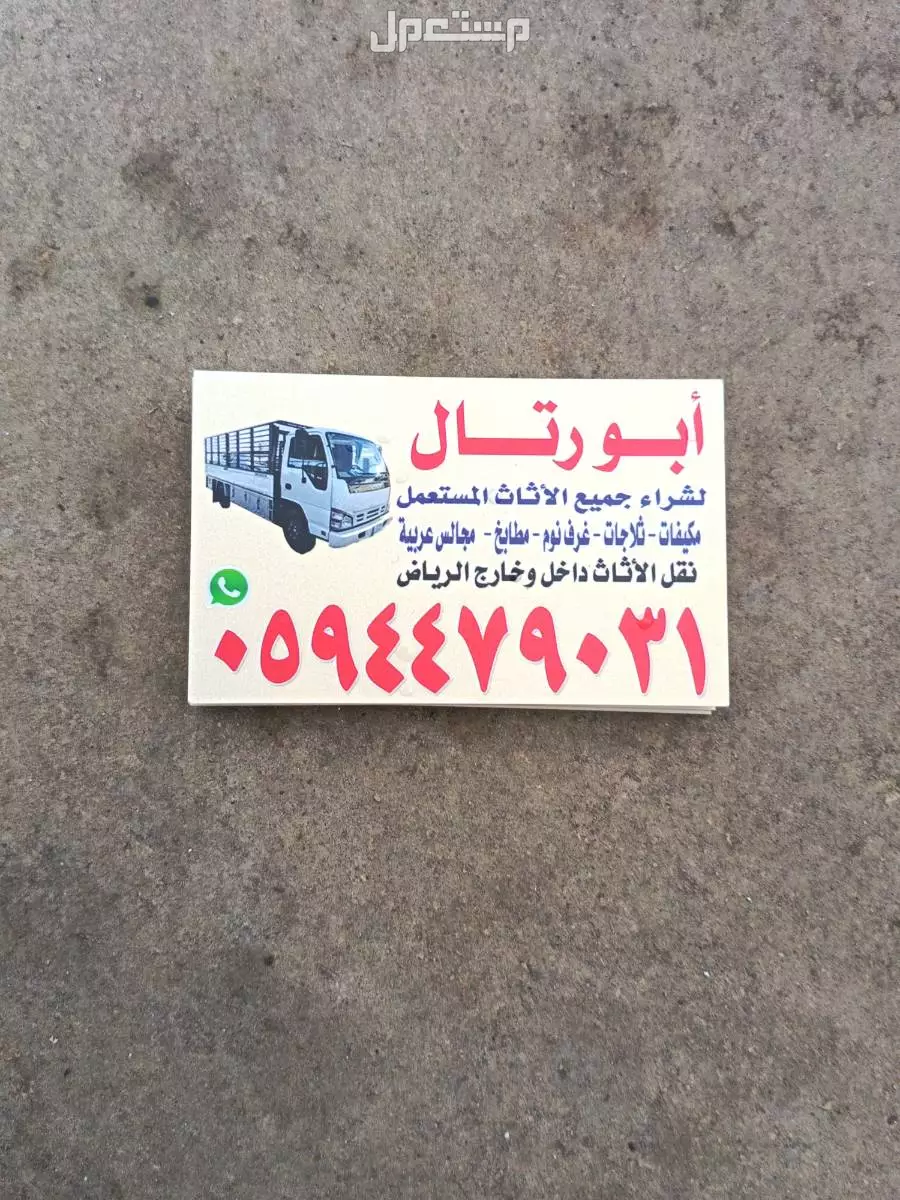 مستعمل
أبو رتال
لشراء جميع الأثاث المستعمل
مكيفات - ثلاجات - غرف نوم - مطابخ - مجالس عربية
نقل الأثاث داخل وخارج الرياض
٠٥٩٤٤٧٩٠٣١